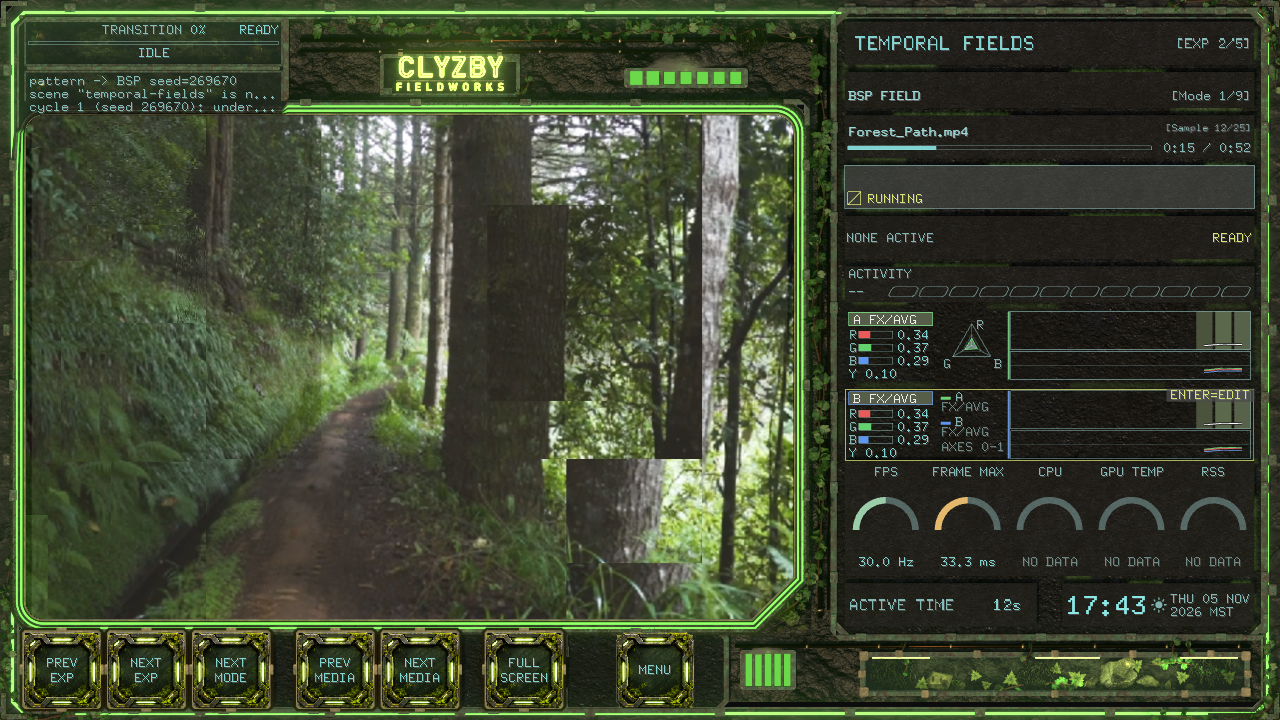 TRANSITION 0% READY
IDLE
pattern -> BSP seed=269670
scene "temporal-fields" is n...
cycle 1 (seed 269670): under...
CLYZBY
FIELDWORKS
TEMPORAL FIELDS [EXP 2/5]
BSP FIELD [Mode 1/9]
Forest_Path.mp4 [Sample 12/25]
0:15 / 0:52
RUNNING
NONE ACTIVE READY
ACTIVITY
--
A FX/AVG
R 0.34
G 0.37
B 0.29
Y 0.10
R
G B
B FX/AVG
R 0.34
G 0.37
B 0.29
Y 0.10
A
FX/AVG
B
FX/AVG
AXES 0-1
ENTER=EDIT
FPS FRAME MAX CPU GPU TEMP RSS
30.0 Hz 33.3 ms NO DATA NO DATA NO DATA
ACTIVE TIME 12s
17:43 THU 05 NOV
2026 MST
PREV
EXP
NEXT
EXP
NEXT
MODE
PREV
MEDIA
NEXT
MEDIA
FULL
SCREEN
MENU